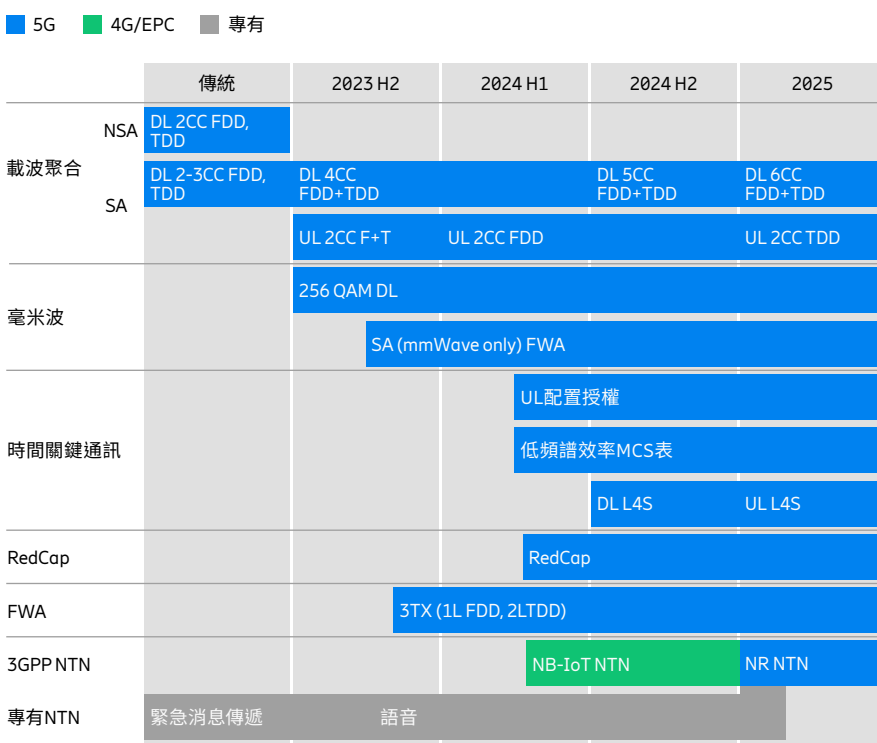 5G 4G/EPC 專有
傳統 2023 H2 2024 H1 2024 H2 2025
載波聚合
NSA
DL 2CC FDD,
TDD
SA
DL 2-3CC FDD,
TDD
DL 4CC
FDD+TDD
DL 5CC
FDD+TDD
DL 6CC
FDD+TDD
UL 2CC F+T UL 2CC FDD UL 2CC TDD
毫米波
256 QAM DL
SA (mmWave only) FWA
時間關鍵通訊
UL配置授權
低頻譜效率MCS表
DL L4S UL L4S
RedCap RedCap
FWA 3TX (1L FDD, 2LTDD)
3GPP NTN NB-IoT NTN NR NTN
專有NTN 緊急消息傳遞 語音